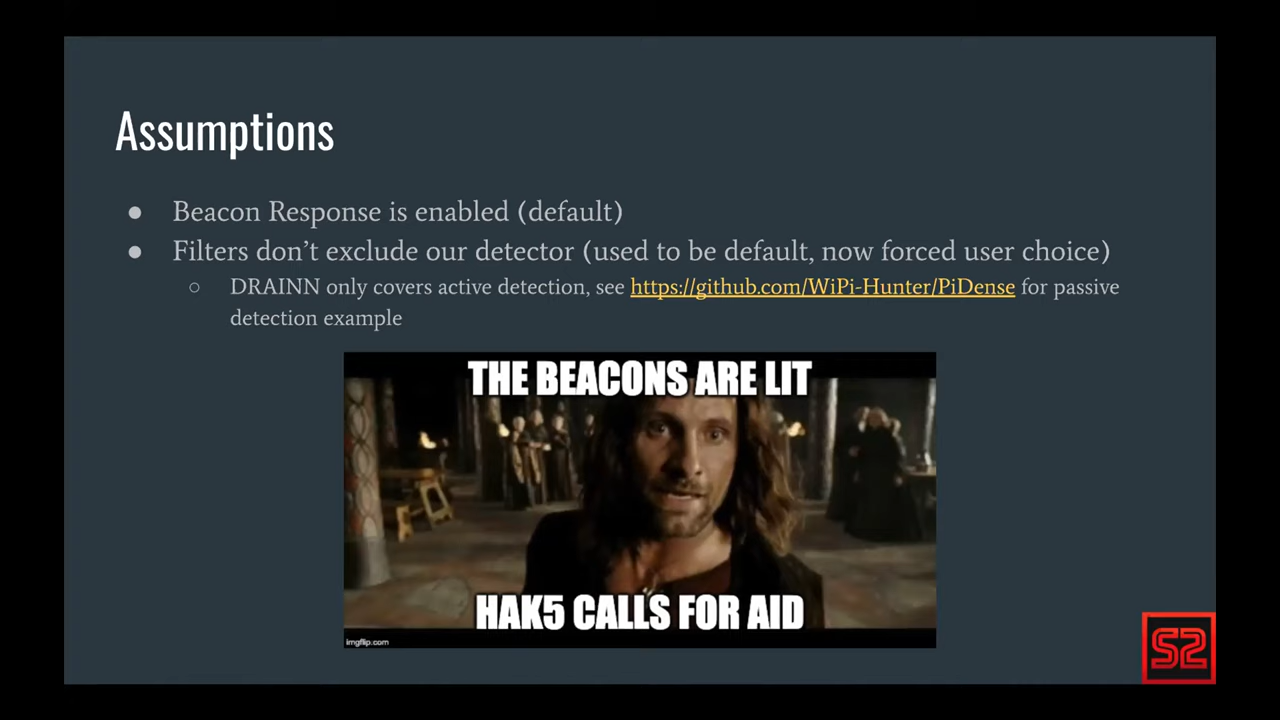 Assumptions
● Beacon Response is enabled (default)
● Filters don’t exclude our detector (used to be default, now forced user choice)
○ DRAINN only covers active detection, see https://github.com/WiPi-Hunter/PiDense for passive
detection example
THE BEACONS ARE LIT
HAK5 CALLS FOR AID
imgflip.com
S2